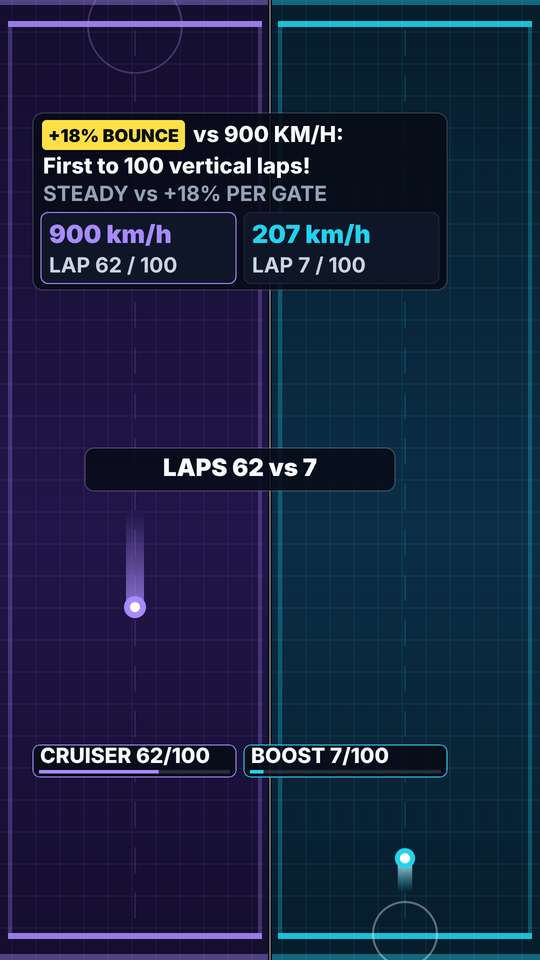 +18% BOUNCE vs 900 KM/H:
First to 100 vertical laps!
STEADY vs +18% PER GATE
900 km/h
LAP 62 / 100
207 km/h
LAP 7 / 100
LAPS 62 vs 7
CRUISER 62/100
BOOST 7/100